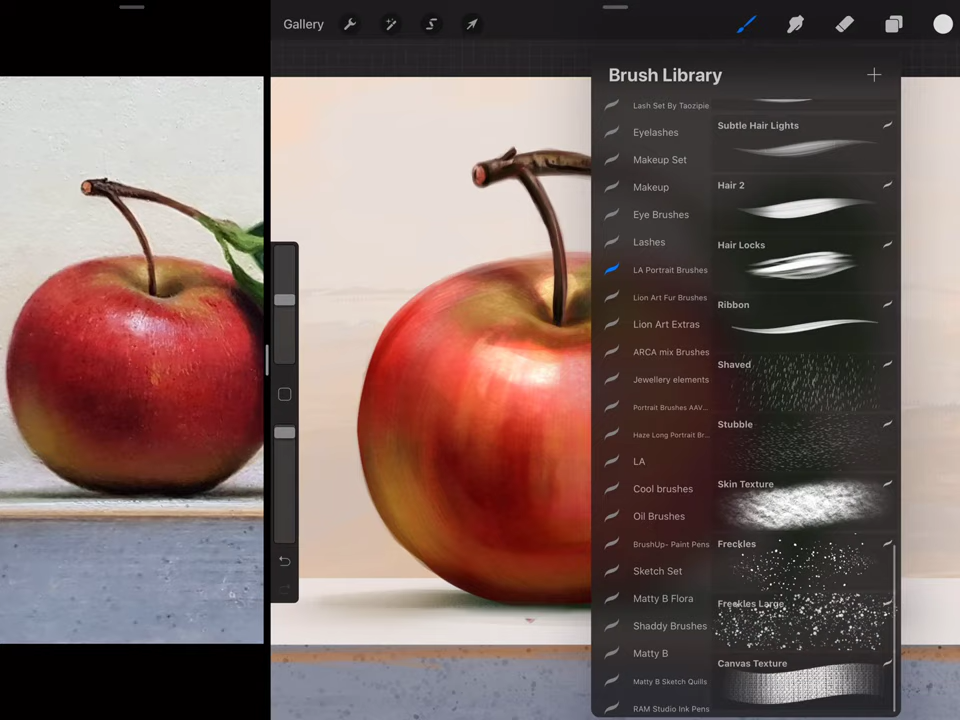 Gallery
Brush Library
Lash Set By Taozipie
Eyelashes
Makeup Set
Makeup
Eye Brushes
Lashes
LA Portrait Brushes
Lion Art Fur Brushes
Lion Art Extras
ARCA mix Brushes
Jewellery elements
Portrait Brushes AAV...
Haze Long Portrait Br...
LA
Cool brushes
Oil Brushes
BrushUp- Paint Pens
Sketch Set
Matty B Flora
Shaddy Brushes
Matty B
Matty B Sketch Quills
RAM Studio Ink Pens
Subtle Hair Lights
Hair 2
Hair Locks
Ribbon
Shaved
Stubble
Skin Texture
Freckles
Freckles Large
Canvas Texture